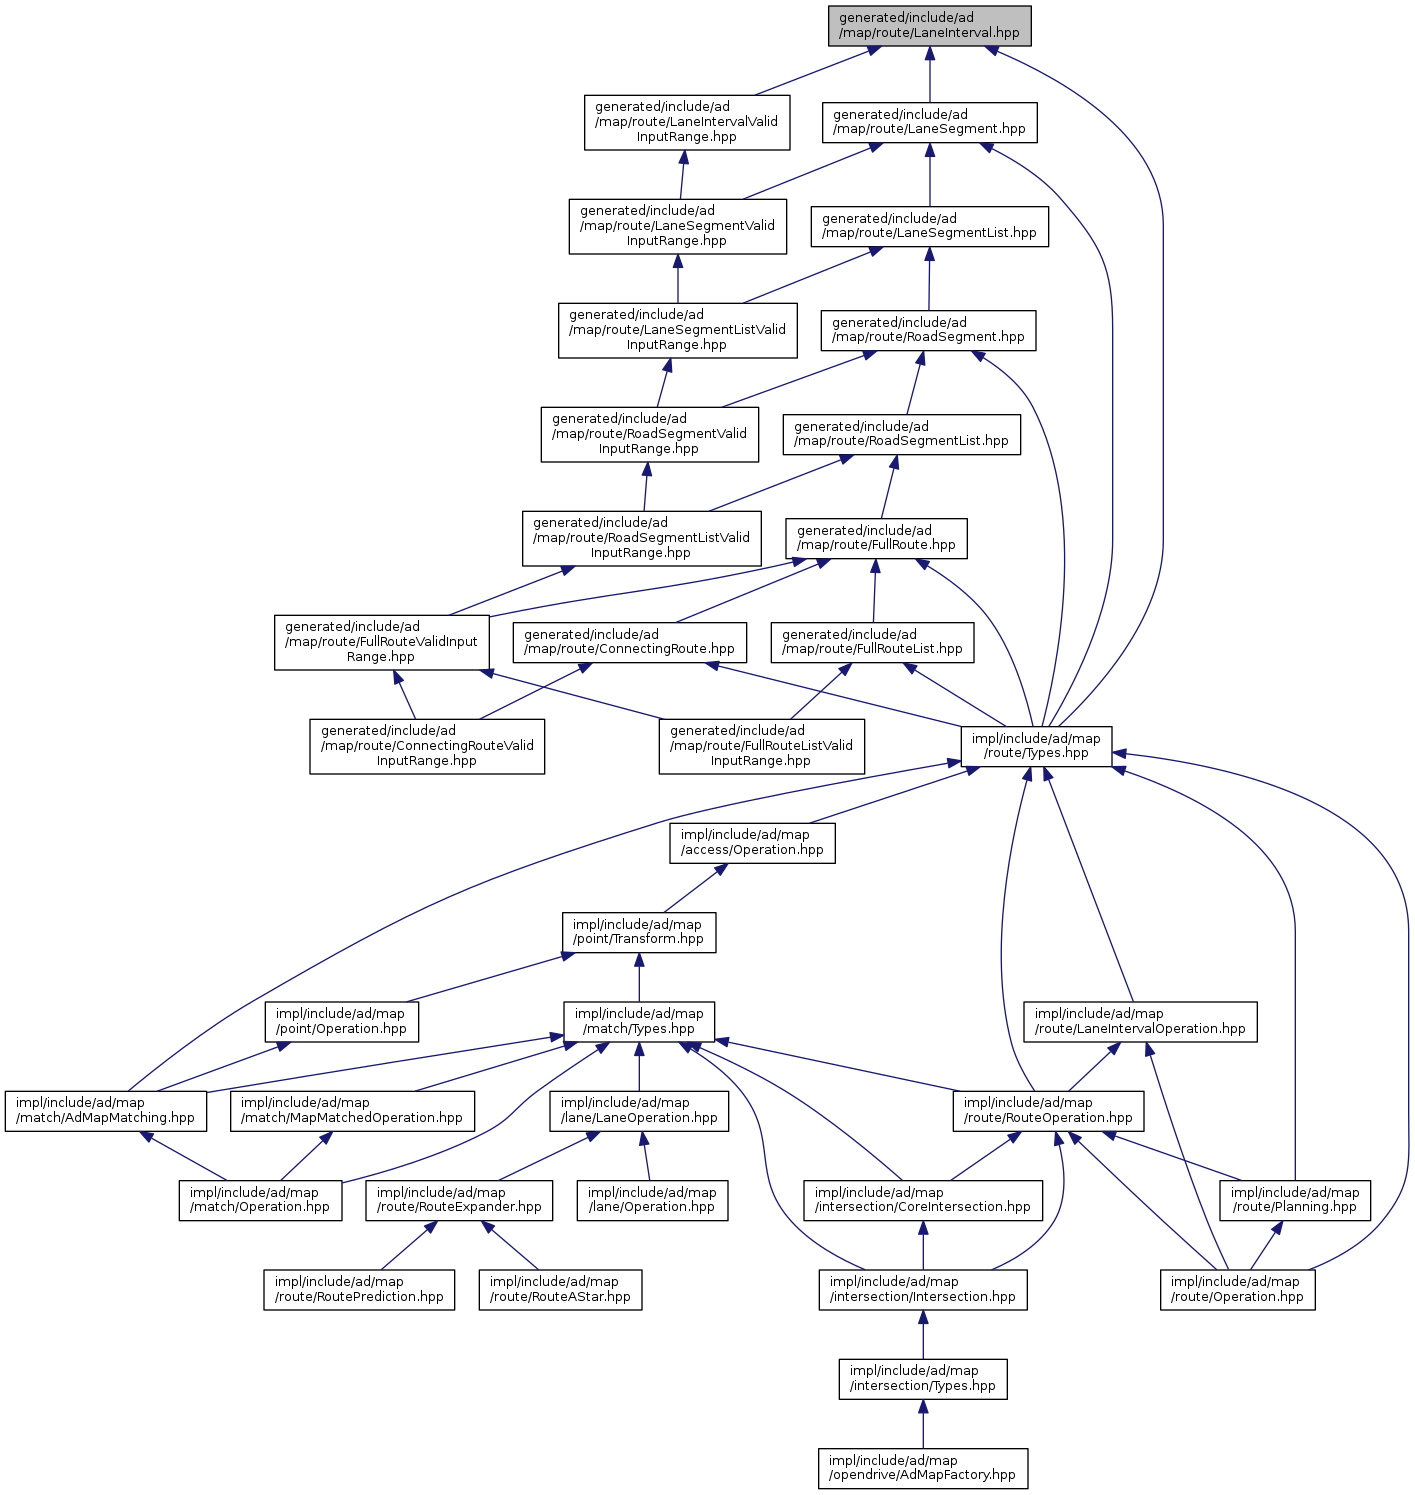 generated/include/ad
/map/route/LaneInterval.hpp
generated/include/ad
/map/route/LaneIntervalValid
InputRange.hpp
generated/include/ad
/map/route/LaneSegment.hpp
generated/include/ad
/map/route/LaneSegmentValid
InputRange.hpp
generated/include/ad
/map/route/LaneSegmentList.hpp
generated/include/ad
/map/route/LaneSegmentListValid
InputRange.hpp
generated/include/ad
/map/route/RoadSegment.hpp
generated/include/ad
/map/route/RoadSegmentValid
InputRange.hpp
generated/include/ad
/map/route/RoadSegmentList.hpp
generated/include/ad
/map/route/RoadSegmentListValid
InputRange.hpp
generated/include/ad
/map/route/FullRoute.hpp
generated/include/ad
/map/route/FullRouteValidInput
Range.hpp
generated/include/ad
/map/route/ConnectingRoute.hpp
generated/include/ad
/map/route/FullRouteList.hpp
generated/include/ad
/map/route/ConnectingRouteValid
InputRange.hpp
generated/include/ad
/map/route/FullRouteListValid
InputRange.hpp
impl/include/ad/map
/route/Types.hpp
impl/include/ad/map
/access/Operation.hpp
impl/include/ad/map
/point/Transform.hpp
impl/include/ad/map
/point/Operation.hpp
impl/include/ad/map
/match/Types.hpp
impl/include/ad/map
/route/LaneIntervalOperation.hpp
impl/include/ad/map
/match/AdMapMatching.hpp
impl/include/ad/map
/match/MapMatchedOperation.hpp
impl/include/ad/map
/lane/LaneOperation.hpp
impl/include/ad/map
/route/RouteOperation.hpp
impl/include/ad/map
/match/Operation.hpp
impl/include/ad/map
/route/RouteExpander.hpp
impl/include/ad/map
/lane/Operation.hpp
impl/include/ad/map
/intersection/CoreIntersection.hpp
impl/include/ad/map
/route/Planning.hpp
impl/include/ad/map
/route/RoutePrediction.hpp
impl/include/ad/map
/route/RouteAStar.hpp
impl/include/ad/map
/intersection/Intersection.hpp
impl/include/ad/map
/route/Operation.hpp
impl/include/ad/map
/intersection/Types.hpp
impl/include/ad/map
/opendrive/AdMapFactory.hpp